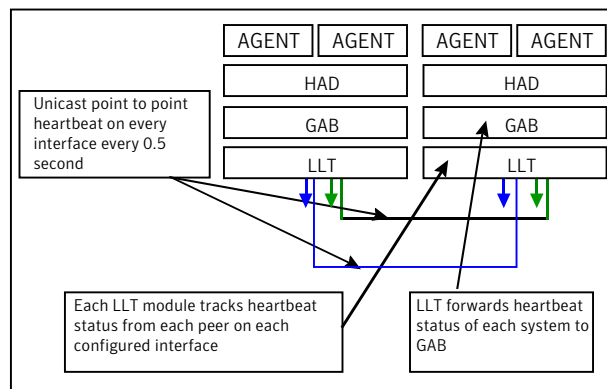 AGENT AGENT AGENT AGENT
HAD HAD
Unicast point to point
heartbeat on every
interface every 0.5
second
GAB GAB
LLT LLT
Each LLT module tracks heartbeat
status from each peer on each
configured interface
LLT forwards heartbeat
status of each system to
GAB